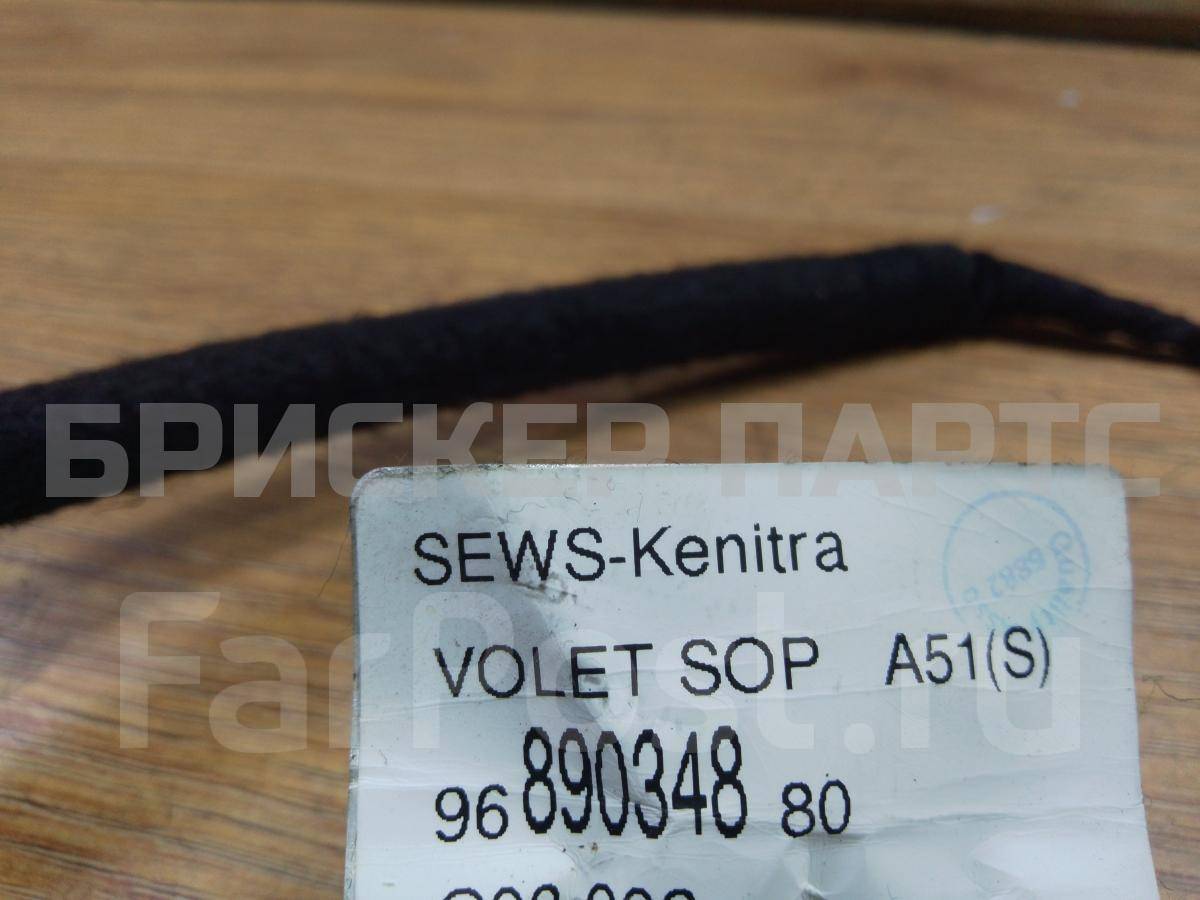 БРИСКЕР ПАРТС
SEWS-Kenitra
FarPost.ru
VOLET SOP A51(S)
96 890348 80